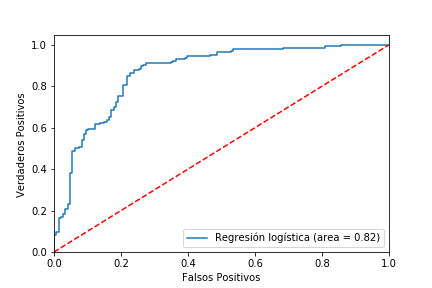 1.0
0.8
0.6
0.4
0.2
0.0
Verdaderos Positivos
Regresión logística (area = 0.82)
0.0 0.2 0.4 0.6 0.8 1.0
Falsos Positivos